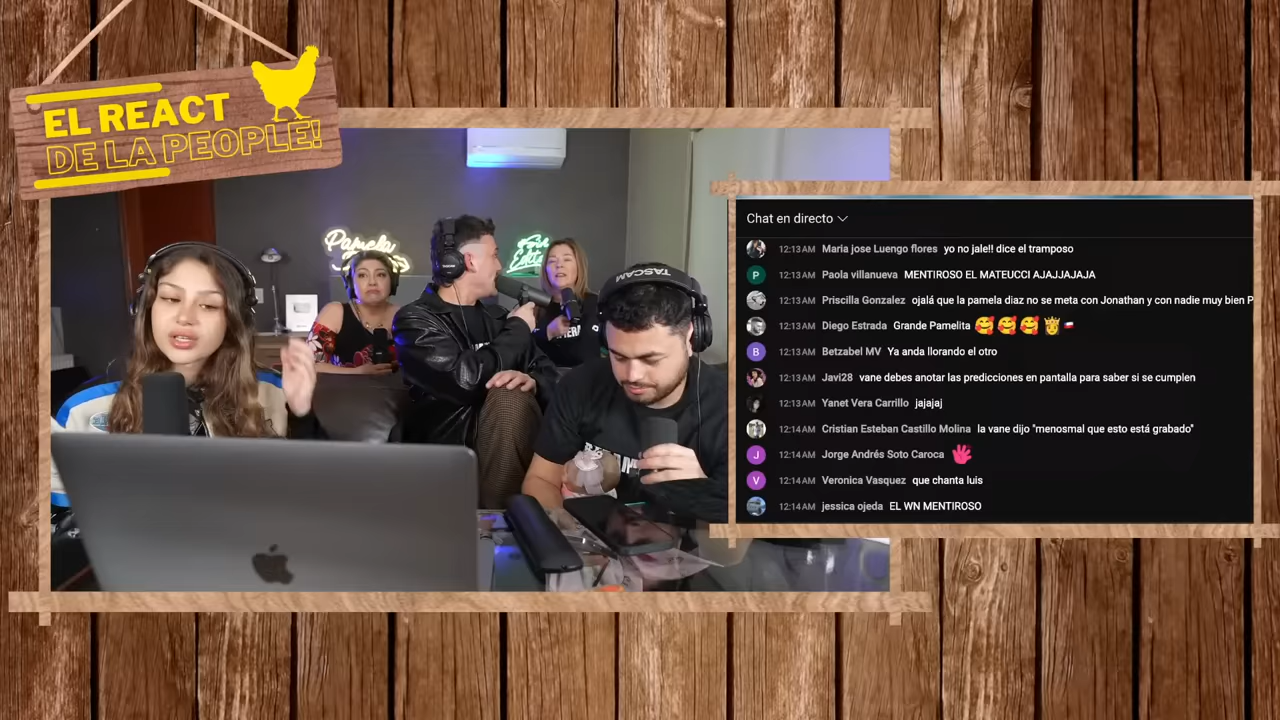 EL REACT
DE LA PEOPLE!
Pamela
TASCAM
Chat en directo
12:13 AM Maria jose Luengo flores yo no jale!! dice el tramposo
P 12:13 AM Paola villanueva MENTIROSO EL MATEUCCI AJAJJAJAJA
12:13 AM Priscilla Gonzalez ojalá que la pamela diaz no se meta con Jonathan y con nadie muy bien P
12:13 AM Diego Estrada Grande Pamelita 🥰🥰🥰👸🇨🇱
B 12:13 AM Betzabel MV Ya anda llorando el otro
12:13 AM Javi28 vane debes anotar las predicciones en pantalla para saber si se cumplen
12:13 AM Yanet Vera Carrillo jajajaj
12:14 AM Cristian Esteban Castillo Molina la vane dijo "menosmal que esto está grabado"
J 12:14 AM Jorge Andrés Soto Caroca
V 12:14 AM Veronica Vasquez que chanta luis
12:14 AM jessica ojeda EL WN MENTIROSO